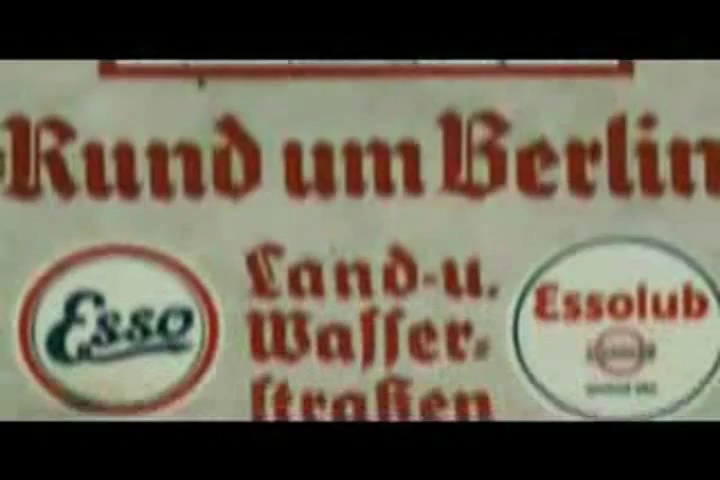 Rund um Berlin
Esso
Land-u.
Waſſer-
ſtraßen
Essolub